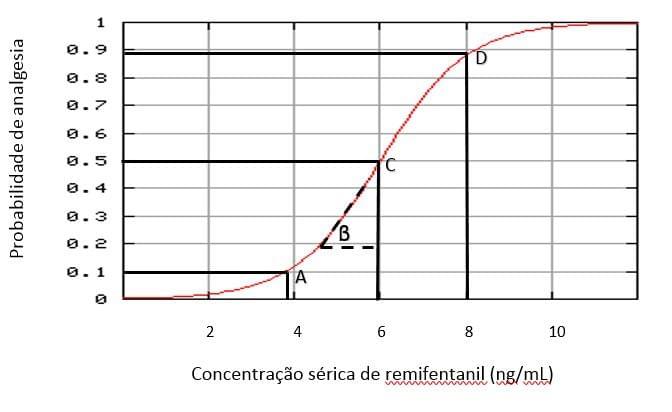 Probabilidade de analgesia
1
0.9
0.8
0.7
0.6
0.5
0.4
0.3
0.2
0.1
0
D
C
β
A
2 4 6 8 10
Concentração sérica de remifentanil (ng/mL)